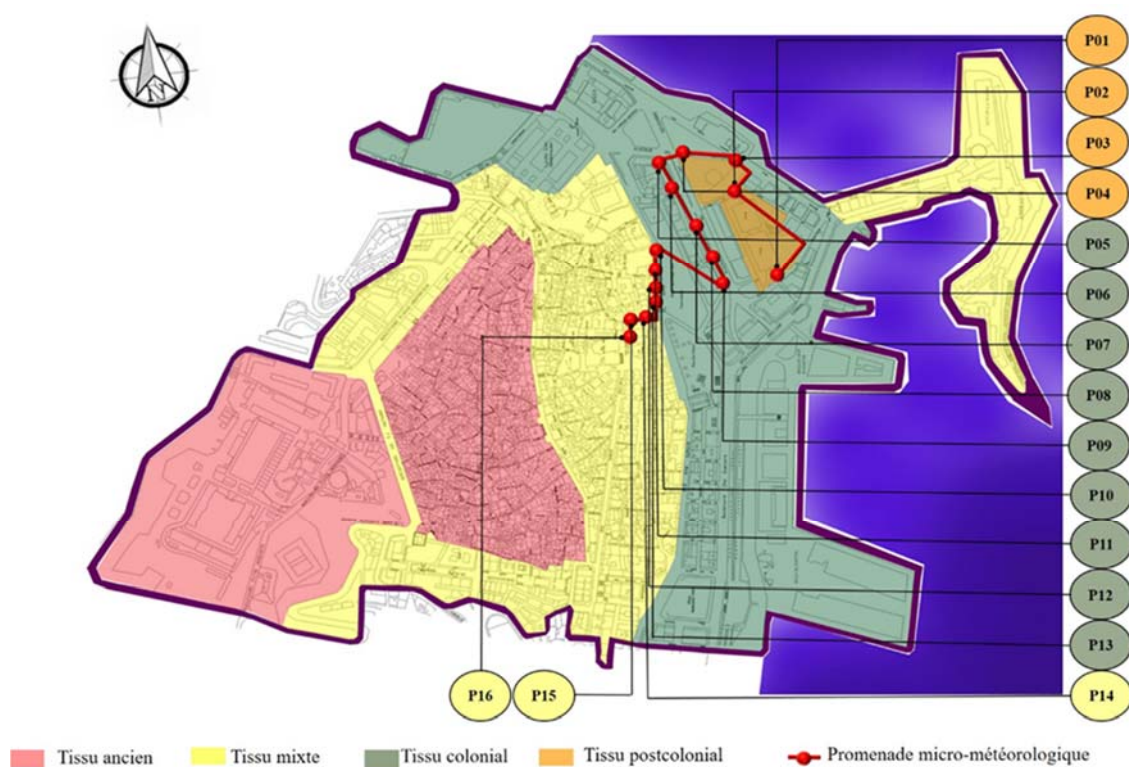 N
P01
P02
P03
P04
P05
P06
P07
P08
P09
P10
P11
P12
P13
P16 P15 P14
Tissu ancien Tissu mixte Tissu colonial Tissu postcolonial Promenade micro-météorologique